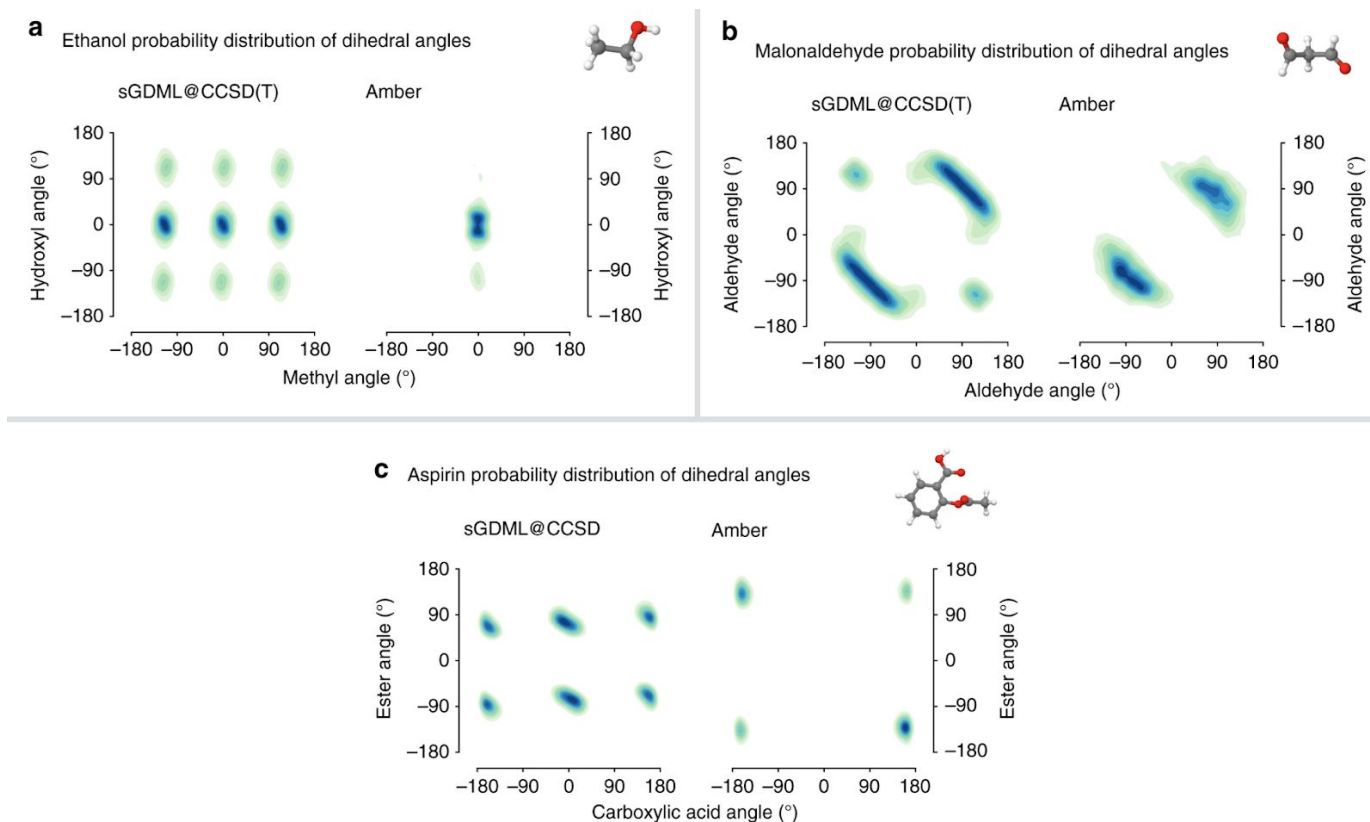 a Ethanol probability distribution of dihedral angles
sGDML@CCSD(T) Amber
Hydroxyl angle (°)
180
90
0
−90
−180
180
90
0
−90
−180
Hydroxyl angle (°)
−180 −90 0 90 180 −180 −90 0 90 180
Methyl angle (°)
b Malonaldehyde probability distribution of dihedral angles
sGDML@CCSD(T) Amber
Aldehyde angle (°)
180
90
0
−90
−180
180
90
0
−90
−180
Aldehyde angle (°)
−180 −90 0 90 180 −180 −90 0 90 180
Aldehyde angle (°)
c Aspirin probability distribution of dihedral angles
sGDML@CCSD Amber
Ester angle (°)
180
90
0
−90
−180
180
90
0
−90
−180
Ester angle (°)
−180 −90 0 90 180 −180 −90 0 90 180
Carboxylic acid angle (°)